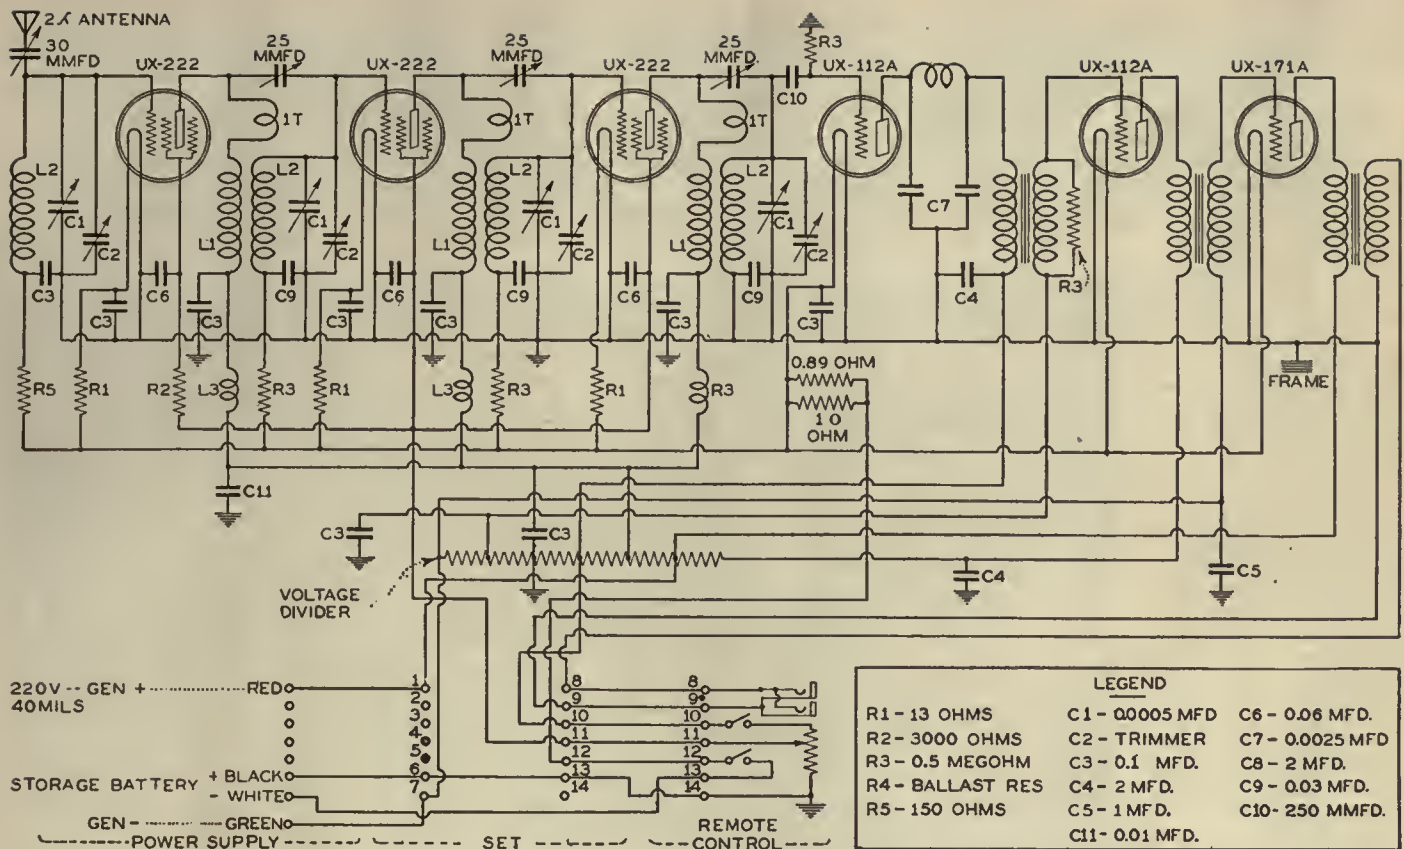 2λ ANTENNA
30
MMFD
UX-222
25
MMFD
UX-222
25
MMFD
UX-222
25
MMFD
R3
C10
UX-112A
UX-112A
UX-171A
1T
1T
1T
L2
C1
C2
L2
C1
C2
L2
C1
C2
L2
C1
C2
C7
L1
L1
L1
C3
C3
C6
C3
C9
C3
C6
C3
C9
C6
C3
C9
C3
C4
R3
R5
R1
R2
L3
R3
R1
L3
R3
R1
R3
0.89 OHM
10
OHM
FRAME
C11
C3
C3
C4
C5
VOLTAGE
DIVIDER
220V -- GEN + RED
40 MILS
STORAGE BATTERY + BLACK
- WHITE
GEN - GREEN
1
2
3
4
5
6
7
8
9
10
11
12
13
14
8
9
10
11
12
13
14
POWER SUPPLY
SET
REMOTE
CONTROL
LEGEND
R1 - 13 OHMS C1 - 0.0005 MFD C6 - 0.06 MFD.
R2 - 3000 OHMS C2 - TRIMMER C7 - 0.0025 MFD
R3 - 0.5 MEGOHM C3 - 0.1 MFD. C8 - 2 MFD.
R4 - BALLAST RES C4 - 2 MFD. C9 - 0.03 MFD.
R5 - 150 OHMS C5 - 1 MFD. C10 - 250 MMFD.
C11 - 0.01 MFD.